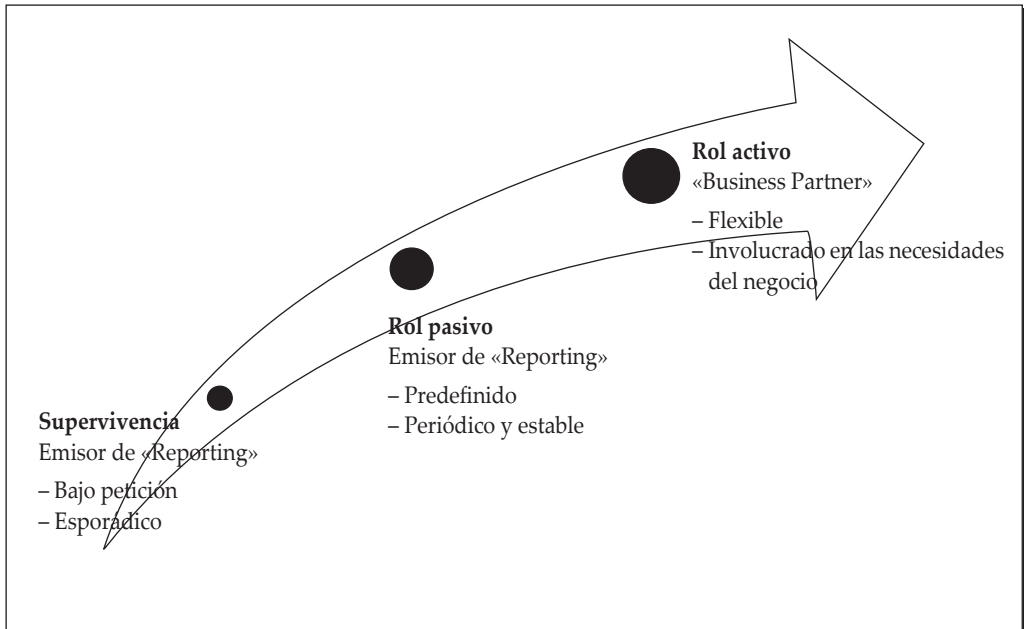 Rol activo
«Business Partner»
– Flexible
– Involucrado en las necesidades
del negocio
Rol pasivo
Emisor de «Reporting»
– Predefinido
– Periódico y estable
Supervivencia
Emisor de «Reporting»
– Bajo petición
– Esporádico